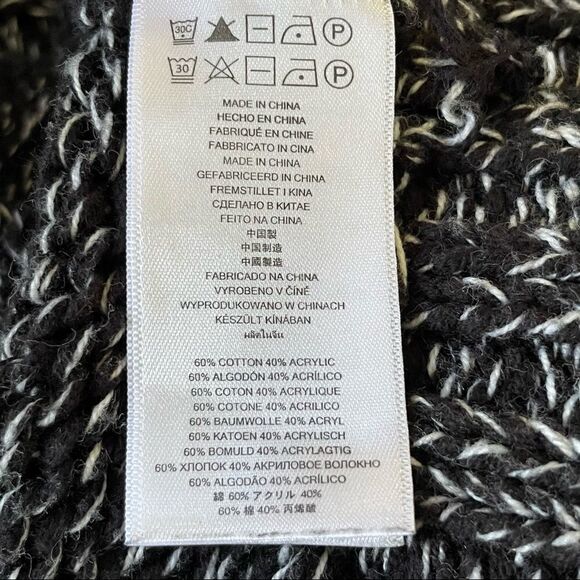 30C P
30 P
MADE IN CHINA
HECHO EN CHINA
FABRIQUÉ EN CHINE
FABBRICATO IN CINA
MADE IN CHINA
GEFABRICEERD IN CHINA
FREMSTILLET I KINA
СДЕЛАНО В КИТАЕ
FEITO NA CHINA
中国製
中国制造
中國製造
FABRICADO NA CHINA
VYROBENO V ČÍNĚ
WYPRODUKOWANO W CHINACH
KÉSZÜLT KÍNÁBAN
ผลิตในจีน
60% COTTON 40% ACRYLIC
60% ALGODÓN 40% ACRÍLICO
60% COTON 40% ACRYLIQUE
60% COTONE 40% ACRILICO
60% BAUMWOLLE 40% ACRYL
60% KATOEN 40% ACRYLISCH
60% BOMULD 40% ACRYLAGTIG
60% ХЛОПОК 40% АКРИЛОВОЕ ВОЛОКНО
60% ALGODÃO 40% ACRÍLICO
綿 60% アクリル 40%
60% 棉 40% 丙烯酸